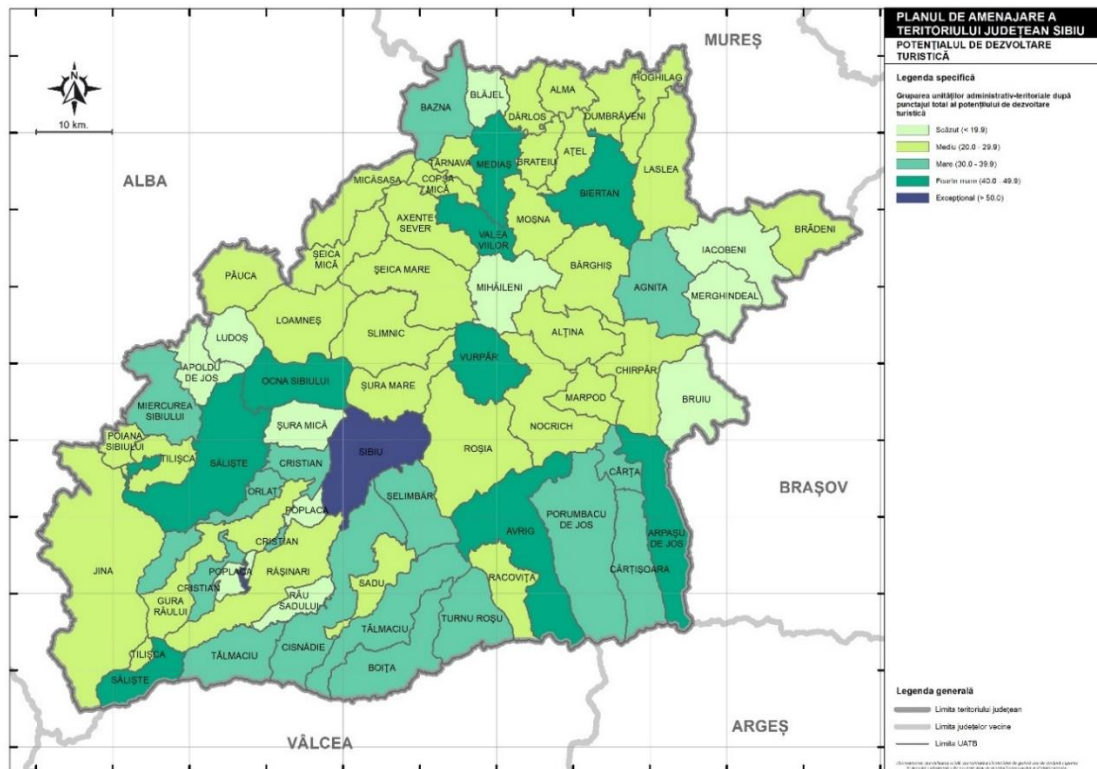 PLANUL DE AMENAJARE A
TERITORIULUI JUDEȚEAN SIBIU
POTENȚIALUL DE DEZVOLTARE
TURISTICĂ
Legenda specifică
Gruparea unităților administrativ-teritoriale după
punctajul total al potențialului de dezvoltare
turistică
Scăzut (< 19.9)
Mediu (20.0 - 29.9)
Mare (30.0 - 39.9)
Foarte mare (40.0 - 49.9)
Excepțional (> 50.0)
N
10 km.
MUREȘ
ALBA
BRAȘOV
ARGEȘ
VÂLCEA
HOGHILAG
BLĂJEL
ALMA
BAZNA
DÂRLOS
DUMBRĂVENI
TÂRNAVA
MEDIAȘ
BRATEIU
AȚEL
LASLEA
MICĂSASA
COPȘA
MICĂ
BIERTAN
AXENTE
SEVER
MOȘNA
VALEA
VIILOR
BRĂDENI
IACOBENI
ȘEICA
MICĂ
ȘEICA MARE
BÂRGHIȘ
PĂUCA
MIHĂILENI
AGNITA
MERGHINDEAL
LOAMNEȘ
SLIMNIC
ALȚINA
LUDOȘ
VURPĂR
APOLDU
DE JOS
CHIRPĂR
OCNA SIBIULUI
ȘURA MARE
MARPOD
BRUIU
MIERCUREA
SIBIULUI
ȘURA MICĂ
NOCRICH
POIANA
SIBIULUI
TILIȘCA
SĂLIȘTE
CRISTIAN
SIBIU
ROȘIA
ORLAT
ȘELIMBĂR
CÂRȚA
POPLACA
PORUMBACU
DE JOS
AVRIG
ARPAȘU
DE JOS
CRISTIAN
JINA
POPLACA
RĂȘINARI
CÂRȚIȘOARA
CRISTIAN
SADU
RACOVIȚA
GURA
RÂULUI
RÂU
SADULUI
TĂLMACIU
TURNU ROȘU
TILIȘCA
TĂLMACIU
CISNĂDIE
BOIȚA
SĂLIȘTE
Legenda generală
Limita teritoriului județean
Limita județelor vecine
Limita UATB